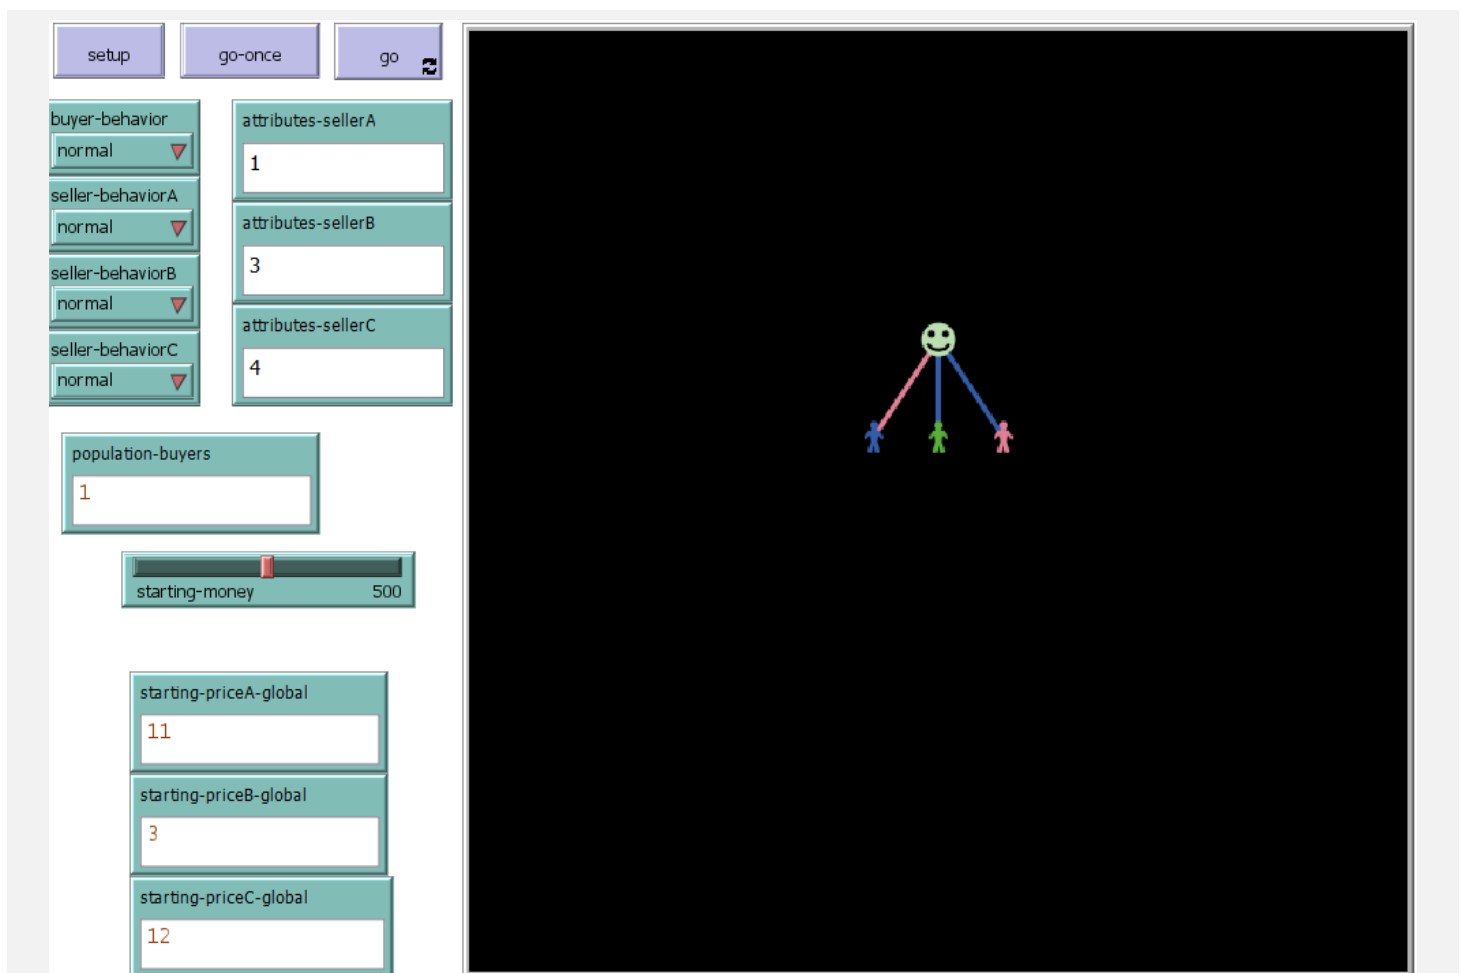 setup
go-once
go
buyer-behavior
normal
seller-behaviorA
normal
seller-behaviorB
normal
seller-behaviorC
normal
attributes-sellerA
1
attributes-sellerB
3
attributes-sellerC
4
population-buyers
1
starting-money 500
starting-priceA-global
11
starting-priceB-global
3
starting-priceC-global
12